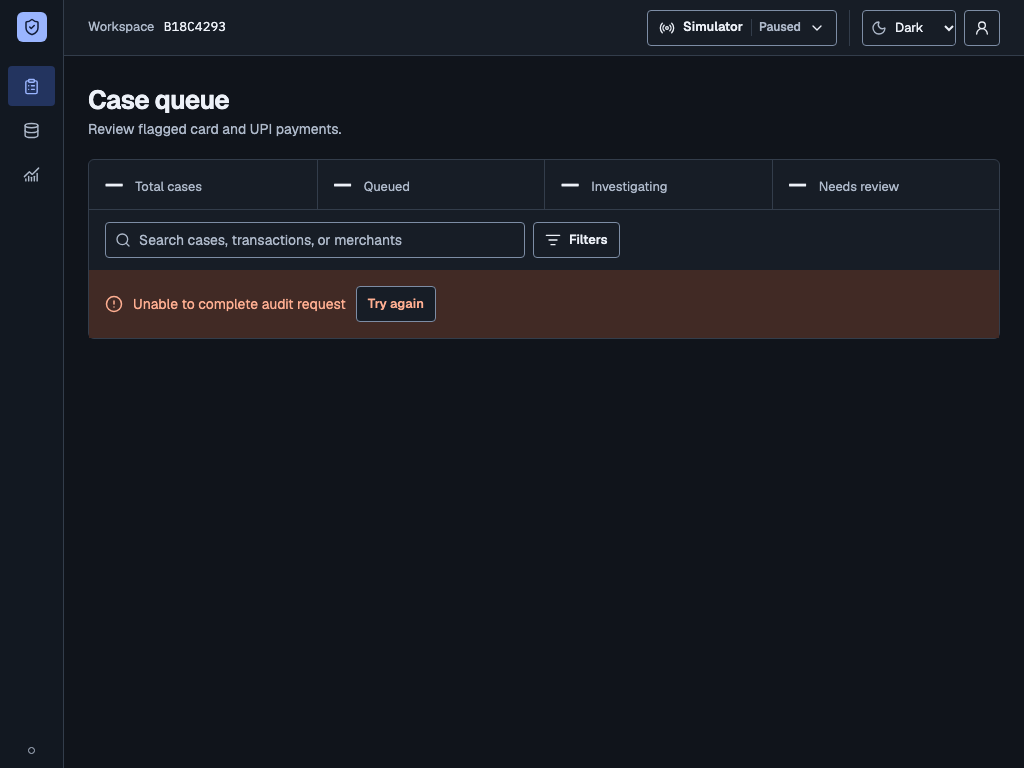 Workspace B18C4293
Simulator Paused
Dark
Case queue
Review flagged card and UPI payments.
— Total cases
— Queued
— Investigating
— Needs review
Search cases, transactions, or merchants
Filters
Unable to complete audit request
Try again